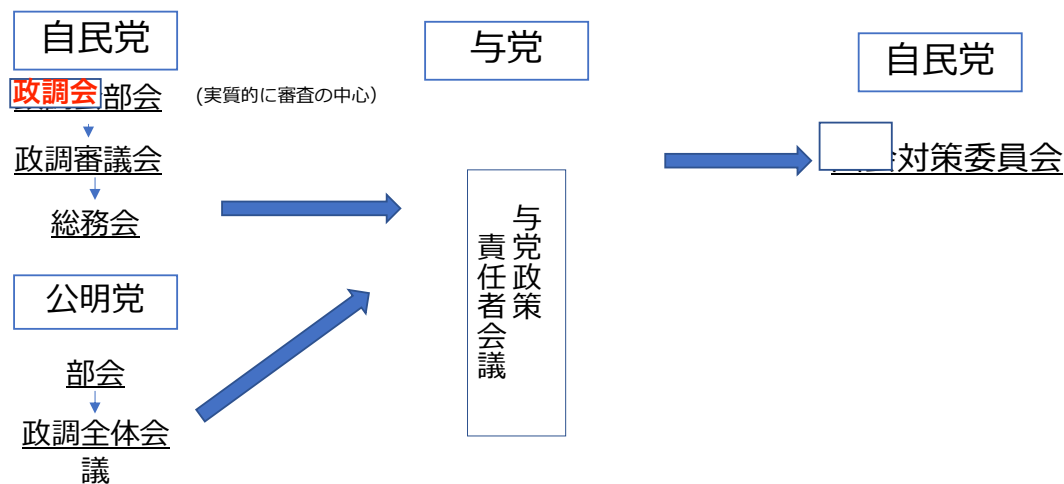 自民党
政調会部会
(実質的に審査の中心)
政調審議会
総務会
公明党
部会
政調全体会
議
与党
与党政策
責任者会議
自民党
対策委員会